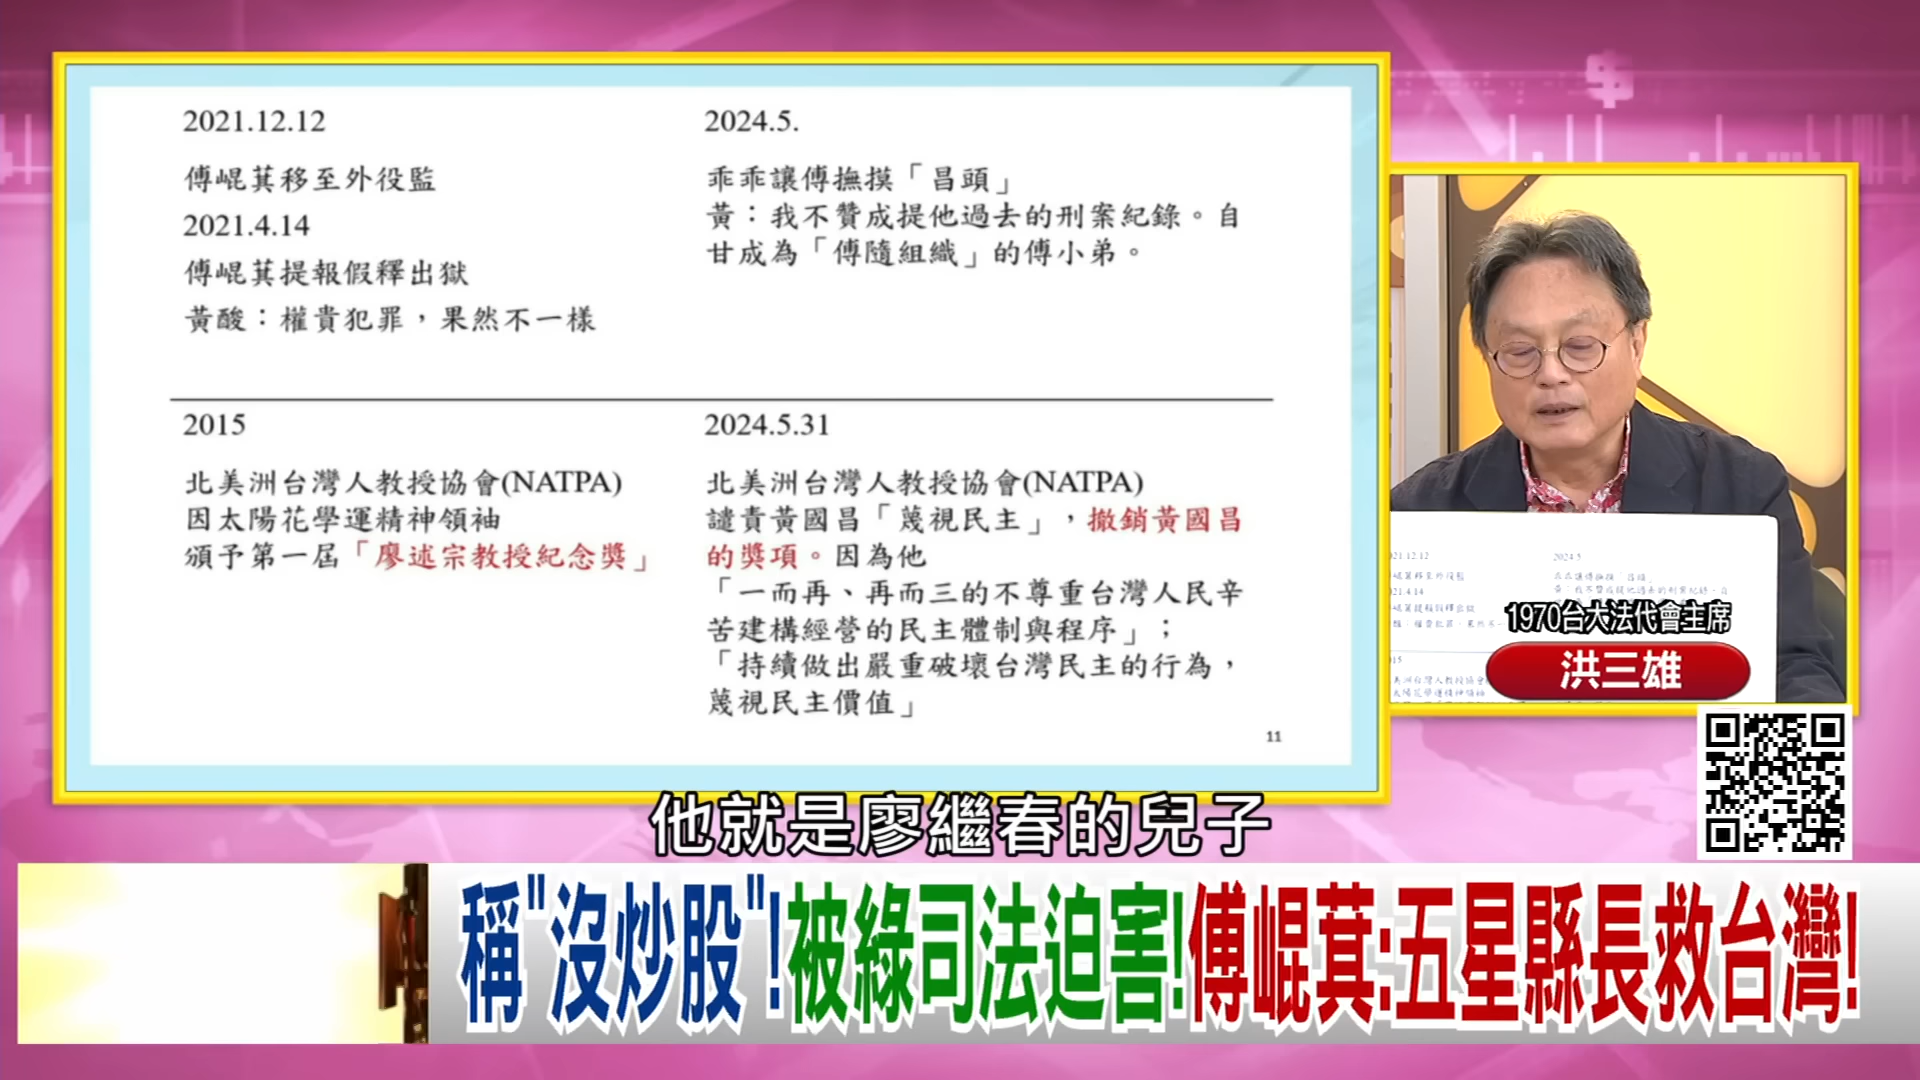 2021.12.12
傅崐萁移至外役監
2021.4.14
傅崐萁提報假釋出獄
黃酸：權貴犯罪，果然不一樣
2024.5.
乖乖讓傅撫摸「昌頭」
黃：我不贊成提他過去的刑案紀錄。自
甘成為「傅隨組織」的傅小弟。
2015
北美洲台灣人教授協會(NATPA)
因太陽花學運精神領袖
頒予第一屆「廖述宗教授紀念獎」
2024.5.31
北美洲台灣人教授協會(NATPA)
譴責黃國昌「蔑視民主」，撤銷黃國昌
的獎項。因為他
「一而再、再而三的不尊重台灣人民辛
苦建構經營的民主體制與程序」；
「持續做出嚴重破壞台灣民主的行為，
蔑視民主價值」
11
1970台大法代會主席
洪三雄
他就是廖繼春的兒子
稱"沒炒股"!被綠司法迫害!傅崐萁:五星縣長救台灣!